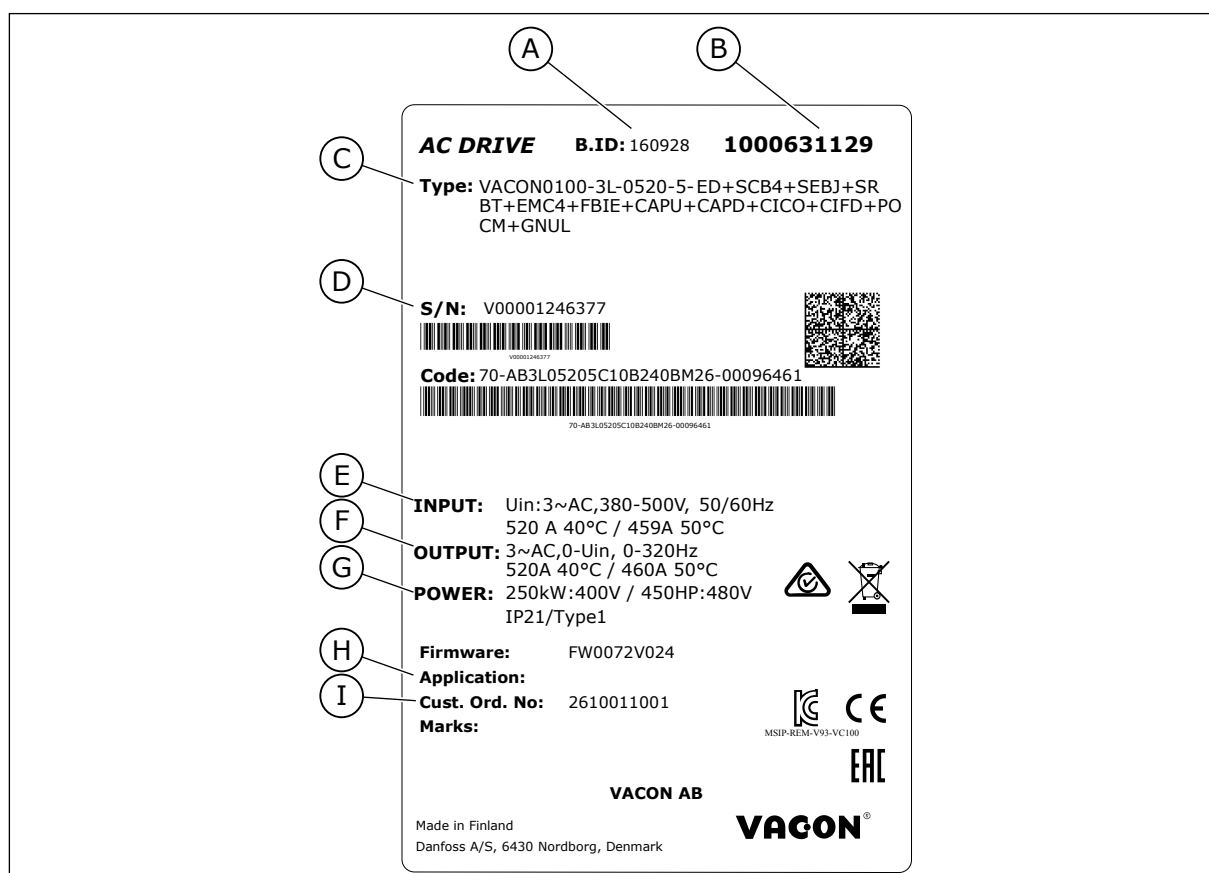 A
B
AC DRIVE B.ID: 160928 1000631129
C
Type: VACON0100-3L-0520-5-ED+SCB4+SEBJ+SR
BT+EMC4+FBIE+CAPU+CAPD+CICO+CIFD+PO
CM+GNUL
D
S/N: V00001246377
V00001246377
Code: 70-AB3L05205C10B240BM26-00096461
70-AB3L05205C10B240BM26-00096461
E
INPUT: Uin:3~AC,380-500V, 50/60Hz
520 A 40°C / 459A 50°C
F
OUTPUT: 3~AC,0-Uin, 0-320Hz
520A 40°C / 460A 50°C
G
POWER: 250kW:400V / 450HP:480V
IP21/Type1
Firmware: FW0072V024
H
Application:
I
Cust. Ord. No: 2610011001
Marks:
MSIP-REM-V93-VC100
CE
EAC
VACON AB
Made in Finland
Danfoss A/S, 6430 Nordborg, Denmark
VACON®